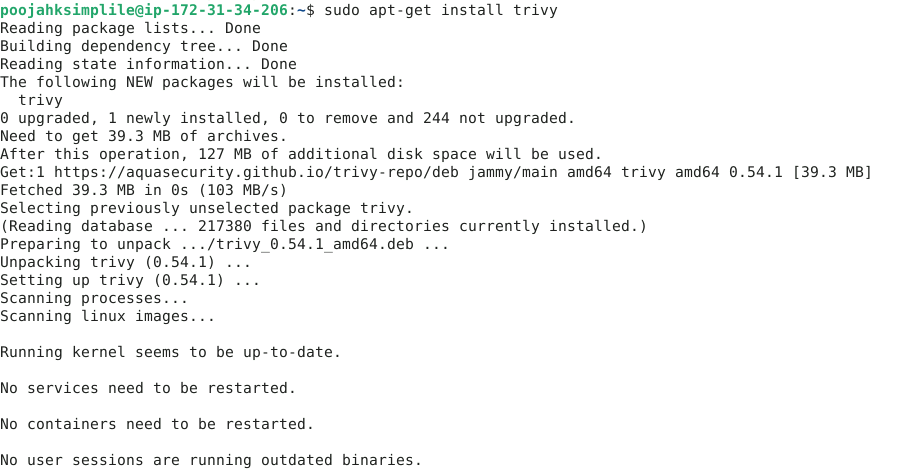 poojahksimplile@ip-172-31-34-206:~$ sudo apt-get install trivy
Reading package lists... Done
Building dependency tree... Done
Reading state information... Done
The following NEW packages will be installed:
  trivy
0 upgraded, 1 newly installed, 0 to remove and 244 not upgraded.
Need to get 39.3 MB of archives.
After this operation, 127 MB of additional disk space will be used.
Get:1 https://aquasecurity.github.io/trivy-repo/deb jammy/main amd64 trivy amd64 0.54.1 [39.3 MB]
Fetched 39.3 MB in 0s (103 MB/s)
Selecting previously unselected package trivy.
(Reading database ... 217380 files and directories currently installed.)
Preparing to unpack .../trivy_0.54.1_amd64.deb ...
Unpacking trivy (0.54.1) ...
Setting up trivy (0.54.1) ...
Scanning processes...
Scanning linux images...

Running kernel seems to be up-to-date.

No services need to be restarted.

No containers need to be restarted.

No user sessions are running outdated binaries.